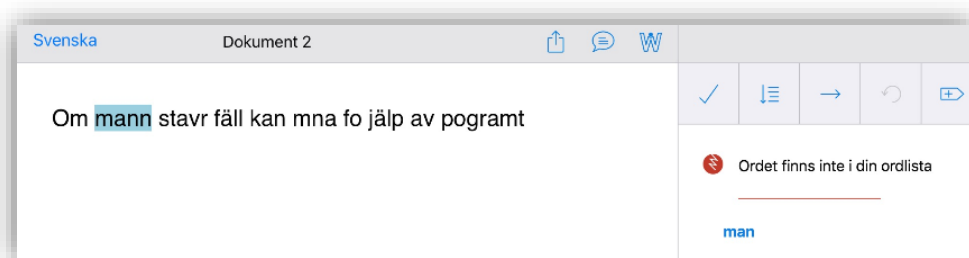 Svenska
Dokument 2
Om mann stavr fäll kan mna fo jälp av pogramt
Ordet finns inte i din ordlista
man